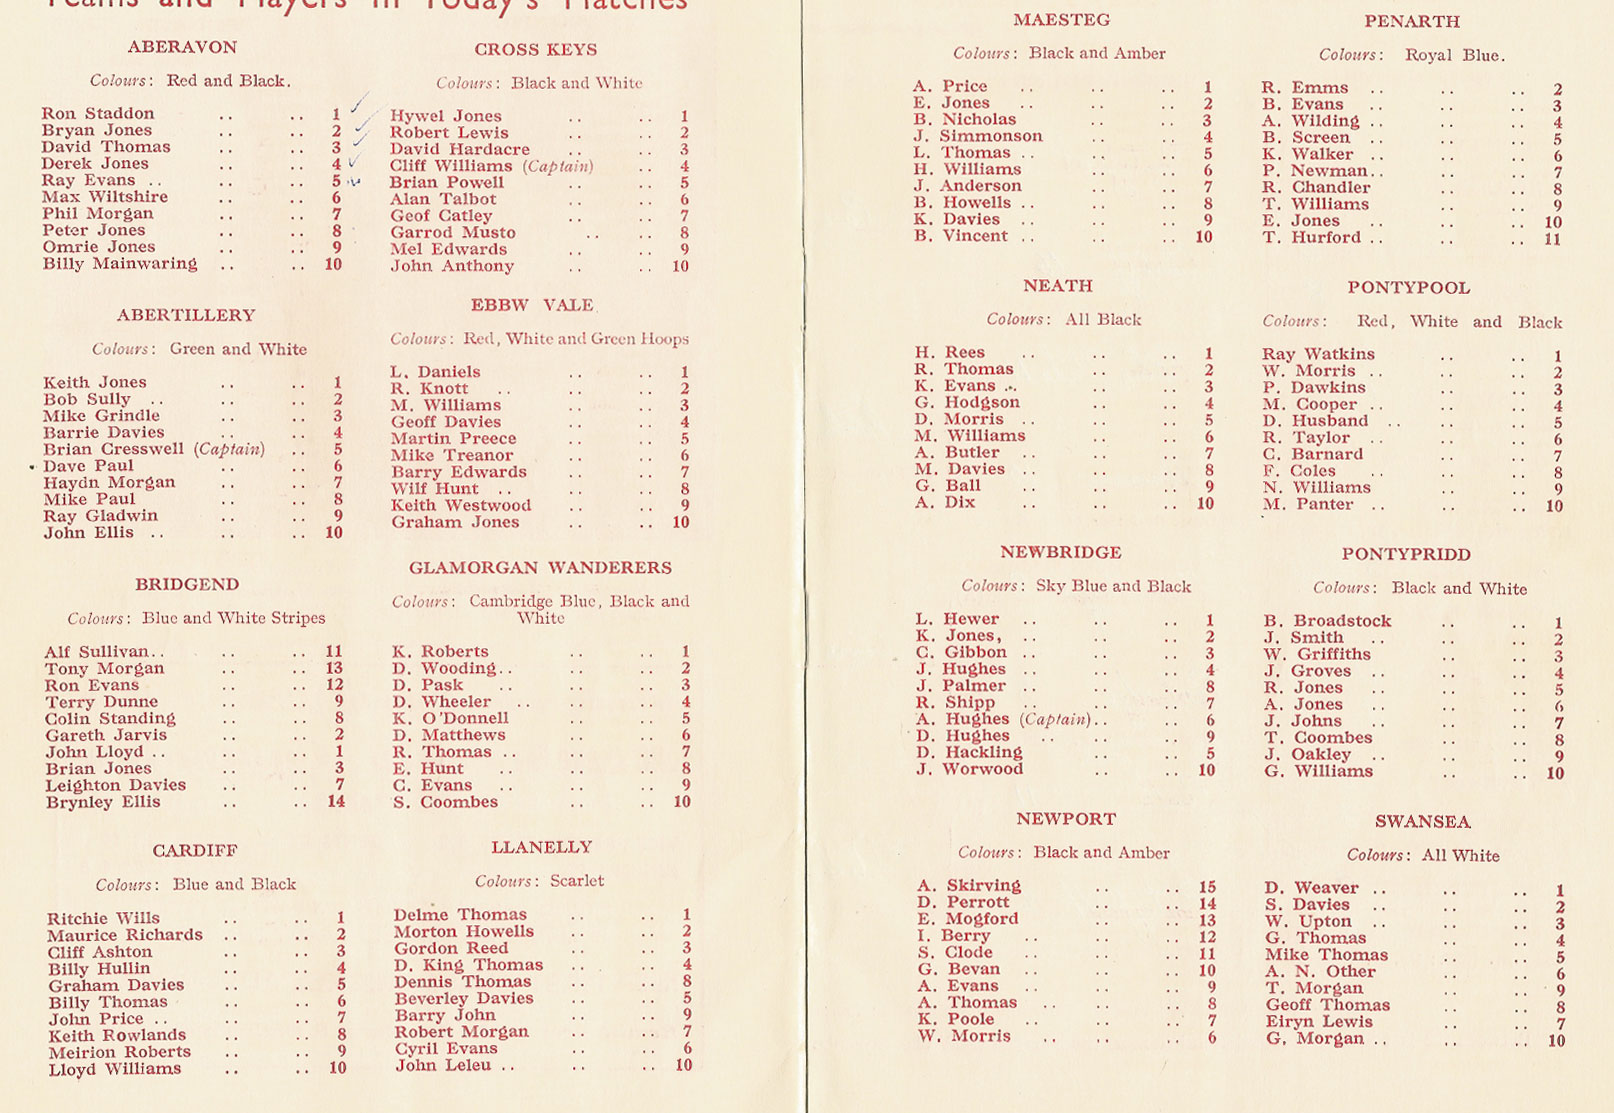 Teams and Players in Today's Matches
ABERAVON
Colours: Red and Black.
Ron Staddon .. .. 1
Bryan Jones .. .. 2
David Thomas .. .. 3
Derek Jones .. .. 4
Ray Evans .. .. .. 5
Max Wiltshire .. .. 6
Phil Morgan .. .. 7
Peter Jones .. .. 8
Omrie Jones .. .. 9
Billy Mainwaring .. .. 10
ABERTILLERY
Colours: Green and White
Keith Jones .. .. 1
Bob Sully .. .. .. 2
Mike Grindle .. .. 3
Barrie Davies .. .. 4
Brian Cresswell (Captain) .. 5
Dave Paul .. .. 6
Haydn Morgan .. .. 7
Mike Paul .. .. 8
Ray Gladwin .. .. 9
John Ellis .. .. .. 10
BRIDGEND
Colours: Blue and White Stripes
Alf Sullivan .. .. .. 11
Tony Morgan .. .. 13
Ron Evans .. .. 12
Terry Dunne .. .. 9
Colin Standing .. .. 8
Gareth Jarvis .. .. 2
John Lloyd .. .. .. 1
Brian Jones .. .. 3
Leighton Davies .. .. 7
Brynley Ellis .. .. 14
CARDIFF
Colours: Blue and Black
Ritchie Wills .. .. 1
Maurice Richards .. .. 2
Cliff Ashton .. .. 3
Billy Hullin .. .. 4
Graham Davies .. .. 5
Billy Thomas .. .. 6
John Price .. .. .. 7
Keith Rowlands .. .. 8
Meirion Roberts .. .. 9
Lloyd Williams .. .. 10
CROSS KEYS
Colours: Black and White
Hywel Jones .. .. 1
Robert Lewis .. .. 2
David Hardacre .. .. 3
Cliff Williams (Captain) .. 4
Brian Powell .. .. 5
Alan Talbot .. .. 6
Geof Catley .. .. 7
Garrod Musto .. .. 8
Mel Edwards .. .. 9
John Anthony .. .. 10
EBBW VALE
Colours: Red, White and Green Hoops
L. Daniels .. .. 1
R. Knott .. .. .. 2
M. Williams .. .. 3
Geoff Davies .. .. 4
Martin Preece .. .. 5
Mike Treanor .. .. 6
Barry Edwards .. .. 7
Wilf Hunt .. .. .. 8
Keith Westwood .. .. 9
Graham Jones .. .. 10
GLAMORGAN WANDERERS
Colours: Cambridge Blue, Black and
White
K. Roberts .. .. 1
D. Wooding .. .. .. 2
D. Pask .. .. .. 3
D. Wheeler .. .. .. 4
K. O'Donnell .. .. 5
D. Matthews .. .. 6
R. Thomas .. .. .. 7
E. Hunt .. .. .. 8
C. Evans .. .. .. 9
S. Coombes .. .. 10
LLANELLY
Colours: Scarlet
Delme Thomas .. .. 1
Morton Howells .. .. 2
Gordon Reed .. .. 3
D. King Thomas .. .. 4
Dennis Thomas .. .. 8
Beverley Davies .. .. 5
Barry John .. .. 9
Robert Morgan .. .. 7
Cyril Evans .. .. 6
John Leleu .. .. .. 10
MAESTEG
Colours: Black and Amber
A. Price .. .. .. 1
E. Jones .. .. .. 2
B. Nicholas .. .. 3
J. Simmonson .. .. 4
L. Thomas .. .. .. 5
H. Williams .. .. 6
J. Anderson .. .. 7
B. Howells .. .. .. 8
K. Davies .. .. .. 9
B. Vincent .. .. .. 10
NEATH
Colours: All Black
H. Rees .. .. .. 1
R. Thomas .. .. 2
K. Evans .. .. .. 3
G. Hodgson .. .. 4
D. Morris .. .. .. 5
M. Williams .. .. 6
A. Butler .. .. .. 7
M. Davies .. .. .. 8
G. Ball .. .. .. 9
A. Dix .. .. .. 10
NEWBRIDGE
Colours: Sky Blue and Black
L. Hewer .. .. .. 1
K. Jones, .. .. .. 2
C. Gibbon .. .. .. 3
J. Hughes .. .. .. 4
J. Palmer .. .. .. 8
R. Shipp .. .. .. 7
A. Hughes (Captain) .. .. 6
D. Hughes .. .. .. 9
D. Hackling .. .. 5
J. Worwood .. .. 10
NEWPORT
Colours: Black and Amber
A. Skirving .. .. 15
D. Perrott .. .. 14
E. Mogford .. .. 13
I. Berry .. .. .. 12
S. Clode .. .. .. 11
G. Bevan .. .. .. 10
A. Evans .. .. .. 9
A. Thomas .. .. .. 8
K. Poole .. .. .. 7
W. Morris .. .. .. 6
PENARTH
Colours: Royal Blue.
R. Emms .. .. .. 2
B. Evans .. .. .. 3
A. Wilding .. .. .. 4
B. Screen .. .. .. 5
K. Walker .. .. .. 6
P. Newman .. .. .. 7
R. Chandler .. .. 8
T. Williams .. .. 9
E. Jones .. .. .. 10
T. Hurford .. .. .. 11
PONTYPOOL
Colours: Red, White and Black
Ray Watkins .. .. 1
W. Morris .. .. .. 2
P. Dawkins .. .. 3
M. Cooper .. .. .. 4
D. Husband .. .. .. 5
R. Taylor .. .. .. 6
C. Barnard .. .. 7
F. Coles .. .. .. 8
N. Williams .. .. 9
M. Panter .. .. .. 10
PONTYPRIDD
Colours: Black and White
B. Broadstock .. .. 1
J. Smith .. .. .. 2
W. Griffiths .. .. 3
J. Groves .. .. .. 4
R. Jones .. .. .. 5
A. Jones .. .. .. 6
J. Johns .. .. .. 7
T. Coombes .. .. 8
J. Oakley .. .. .. 9
G. Williams .. .. 10
SWANSEA
Colours: All White
D. Weaver .. .. .. 1
S. Davies .. .. .. 2
W. Upton .. .. .. 3
G. Thomas .. .. 4
Mike Thomas .. .. 5
A. N. Other .. .. 6
T. Morgan .. .. 9
Geoff Thomas .. .. 8
Eiryn Lewis .. .. 7
G. Morgan .. .. .. 10